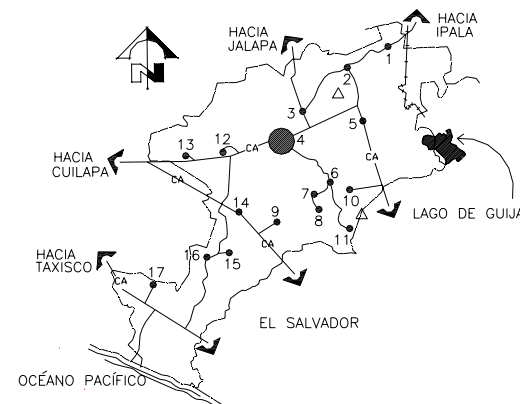 HACIA
IPALA
HACIA
JALAPA
1
2
3
5
4
12
13
CA
HACIA
CUILAPA
CA
CA
6
7
8
10
LAGO DE GUIJA
14
9
11
CA
16
15
HACIA
TAXISCO
17
CA
CA
EL SALVADOR
OCÉANO PACÍFICO
N